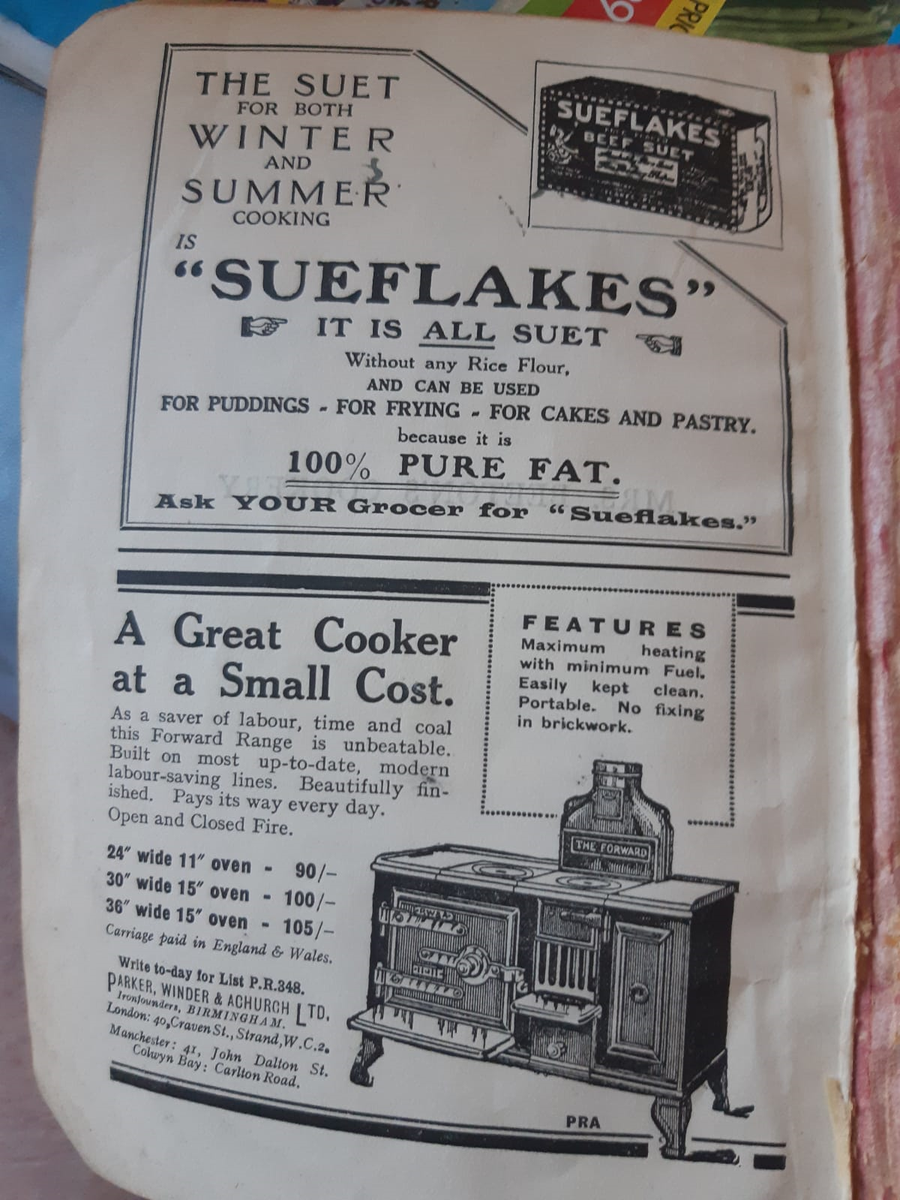 THE SUET
FOR BOTH
WINTER
AND
SUMMER
COOKING
IS
SUEFLAKES
BEEF SUET
“SUEFLAKES”
IT IS ALL SUET
Without any Rice Flour,
AND CAN BE USED
FOR PUDDINGS - FOR FRYING - FOR CAKES AND PASTRY.
because it is
100% PURE FAT.
Ask YOUR Grocer for “Sueflakes.”
A Great Cooker
at a Small Cost.
As a saver of labour, time and coal
this Forward Range is unbeatable.
Built on most up-to-date, modern
labour-saving lines. Beautifully fin-
ished. Pays its way every day.
Open and Closed Fire.
24″ wide 11″ oven - 90/-
30″ wide 15″ oven - 100/-
36″ wide 15″ oven - 105/-
Carriage paid in England & Wales.
Write to-day for List P.R.348.
PARKER, WINDER & ACHURCH LTD,
Ironfounders, BIRMINGHAM.
London: 40, Craven St., Strand, W.C.2.
Manchester: 41, John Dalton St.
Colwyn Bay: Carlton Road.
FEATURES
Maximum heating
with minimum Fuel.
Easily kept clean.
Portable. No fixing
in brickwork.
THE FORWARD
PRA